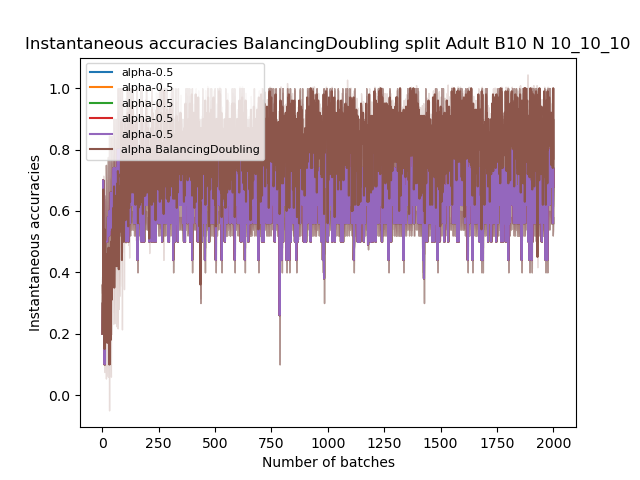 Instantaneous accuracies BalancingDoubling split Adult B10 N 10_10_10
alpha-0.5
alpha-0.5
alpha-0.5
alpha-0.5
alpha-0.5
alpha BalancingDoubling
1.0
0.8
0.6
0.4
0.2
0.0
Instantaneous accuracies
0 250 500 750 1000 1250 1500 1750 2000
Number of batches